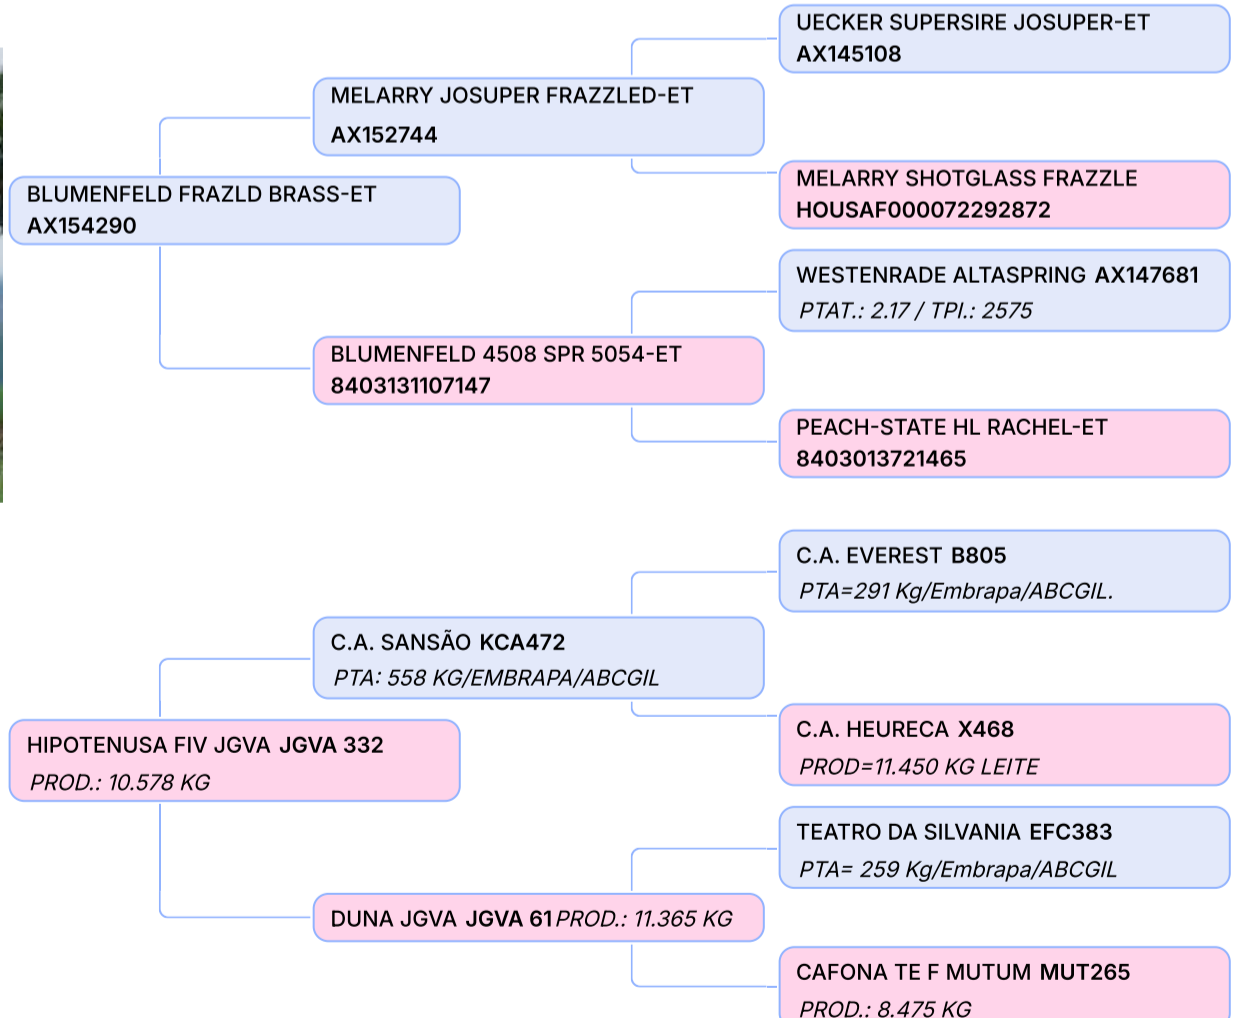 UECKER SUPERSIRE JOSUPER-ET
AX145108
MELARRY JOSUPER FRAZZLED-ET
AX152744
MELARRY SHOTGLASS FRAZZLE
HOUSAF000072292872
BLUMENFELD FRAZLD BRASS-ET
AX154290
WESTENRADE ALTASPRING AX147681
PTAT.: 2.17 / TPI.: 2575
BLUMENFELD 4508 SPR 5054-ET
8403131107147
PEACH-STATE HL RACHEL-ET
8403013721465
C.A. EVEREST B805
PTA=291 Kg/Embrapa/ABCGIL.
C.A. SANSÃO KCA472
PTA: 558 KG/EMBRAPA/ABCGIL
C.A. HEURECA X468
PROD=11.450 KG LEITE
HIPOTENUSA FIV JGVA JGVA 332
PROD.: 10.578 KG
TEATRO DA SILVANIA EFC383
PTA= 259 Kg/Embrapa/ABCGIL
DUNA JGVA JGVA 61 PROD.: 11.365 KG
CAFONA TE F MUTUM MUT265
PROD.: 8.475 KG